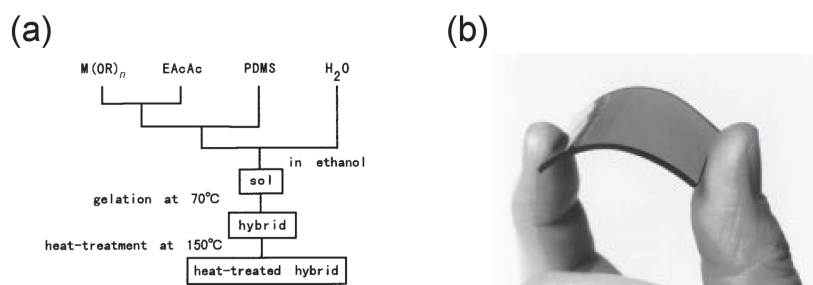 (a)
(b)
M(OR)n EAcAc PDMS H2O
in ethanol
sol
gelation at 70℃
hybrid
heat-treatment at 150℃
heat-treated hybrid